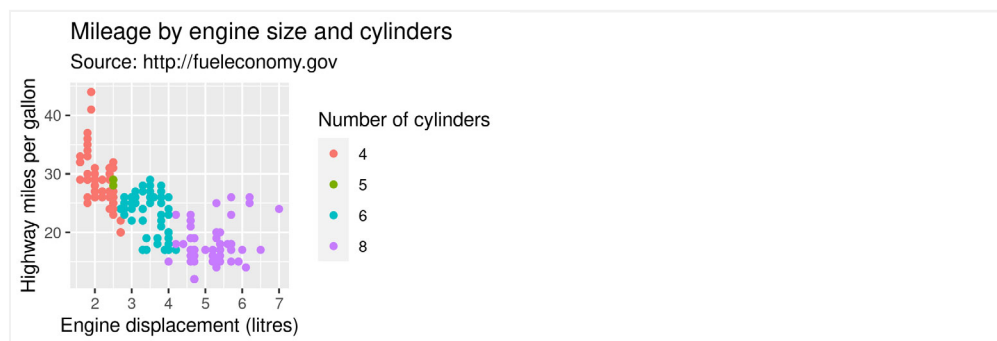 Mileage by engine size and cylinders
Source: http://fueleconomy.gov
Highway miles per gallon
40
30
20
2 3 4 5 6 7
Engine displacement (litres)
Number of cylinders
4
5
6
8